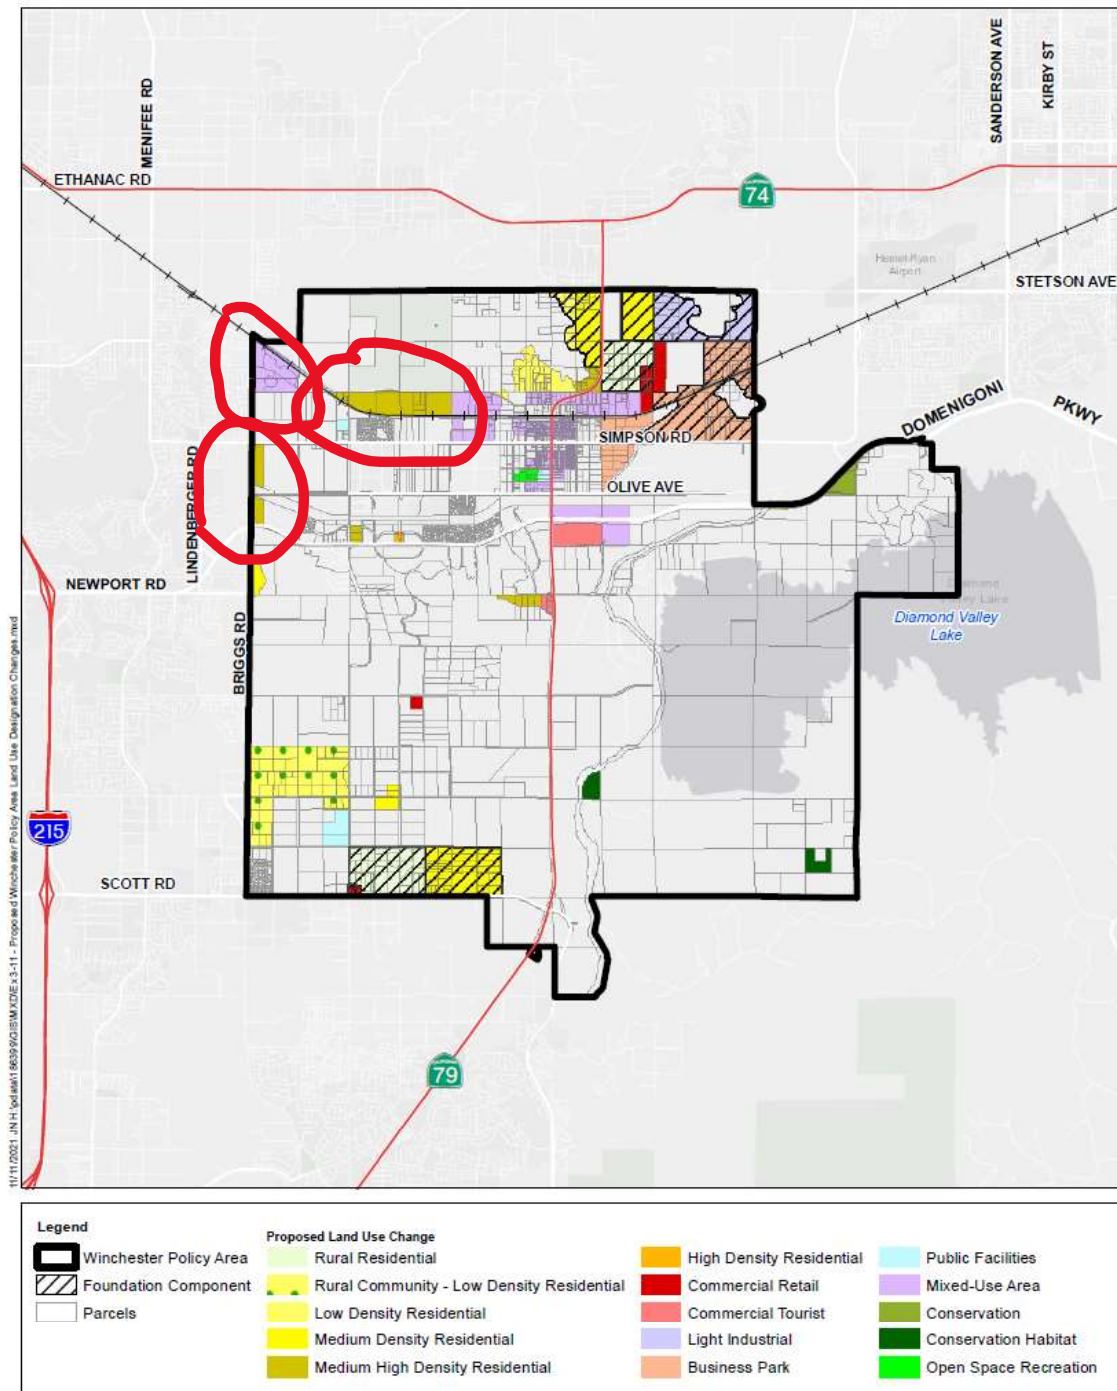 SANDERSON AVE
KIRBY ST
MENIFEE RD
ETHANAC RD
74
Hemet-Ryan
Airport
STETSON AVE
DOMENIGONI
PKWY
SIMPSON RD
OLIVE AVE
LINDENBERGER RD
NEWPORT RD
BRIGGS RD
Diamond Valley
Lake
215
SCOTT RD
CALIFORNIA
79
Legend
Winchester Policy Area
Foundation Component
Parcels
Proposed Land Use Change
Rural Residential
Rural Community - Low Density Residential
Low Density Residential
Medium Density Residential
Medium High Density Residential
High Density Residential
Commercial Retail
Commercial Tourist
Light Industrial
Business Park
Public Facilities
Mixed-Use Area
Conservation
Conservation Habitat
Open Space Recreation